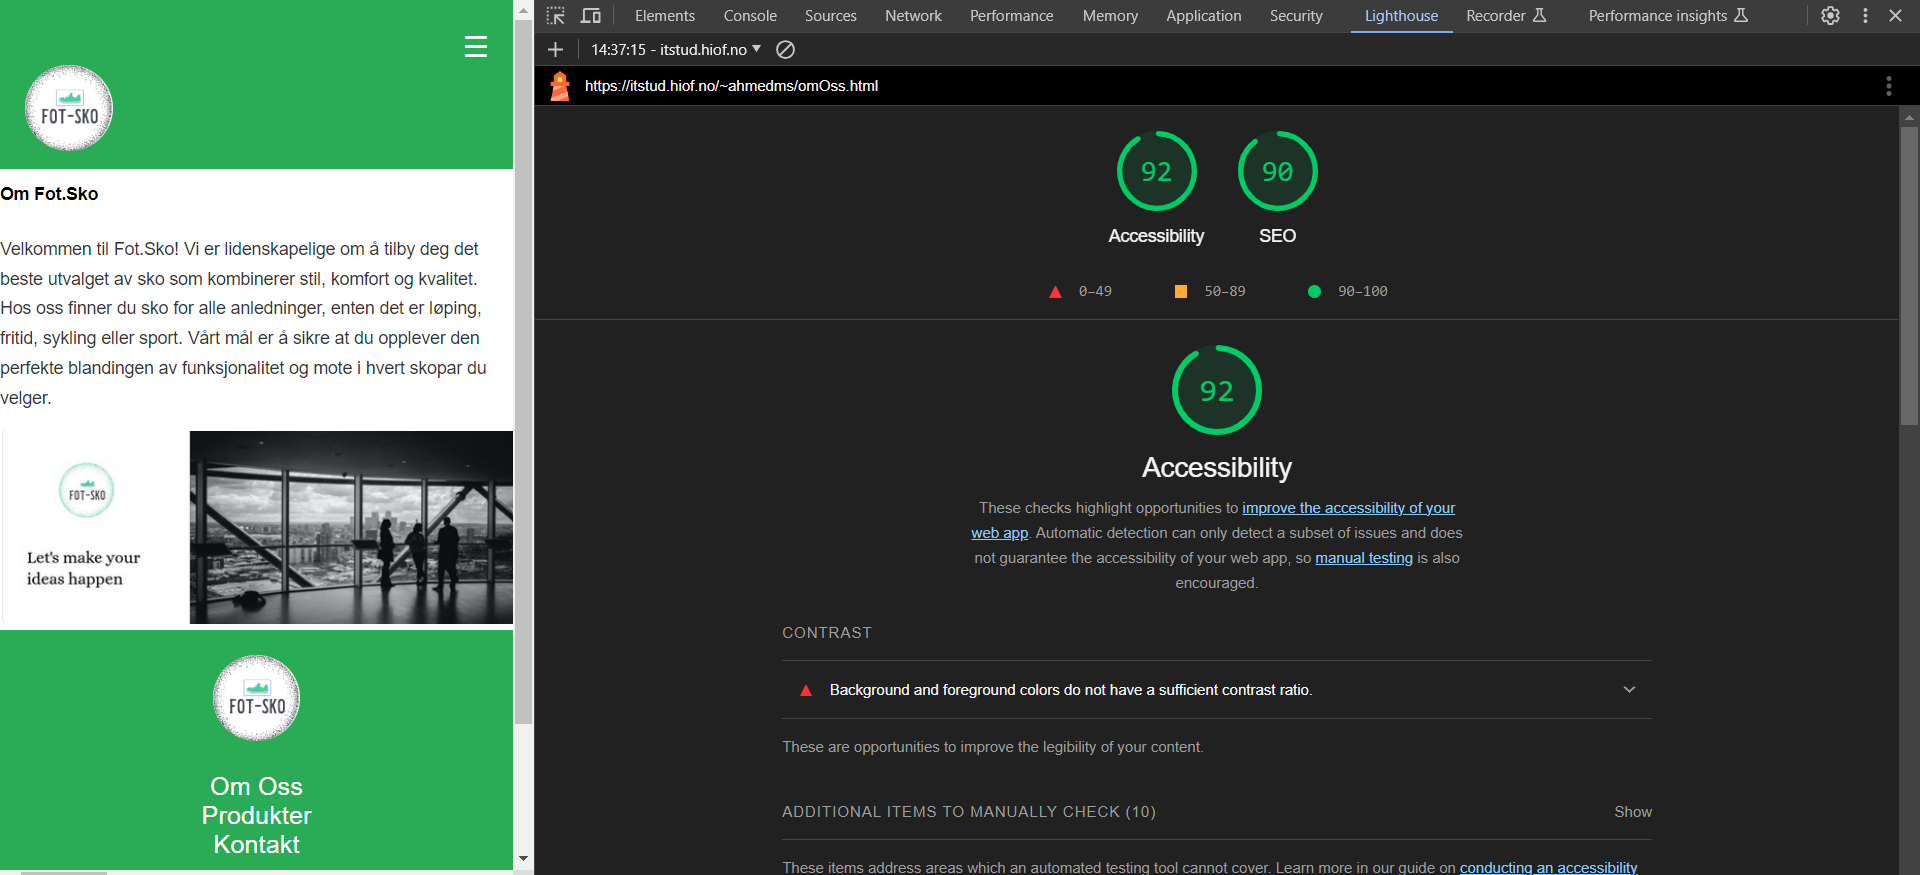 FOT-SKO
Om Fot.Sko
Velkommen til Fot.Sko! Vi er lidenskapelige om å tilby deg det
beste utvalget av sko som kombinerer stil, komfort og kvalitet.
Hos oss finner du sko for alle anledninger, enten det er løping,
fritid, sykling eller sport. Vårt mål er å sikre at du opplever den
perfekte blandingen av funksjonalitet og mote i hvert skopar du
velger.
FOT-SKO
Let's make your
ideas happen
FOT-SKO
Om Oss
Produkter
Kontakt
Elements Console Sources Network Performance Memory Application Security Lighthouse Recorder Performance insights
14:37:15 - itstud.hiof.no
https://itstud.hiof.no/~ahmedms/omOss.html
92 90
Accessibility SEO
0–49 50–89 90–100
92
Accessibility
These checks highlight opportunities to improve the accessibility of your
web app. Automatic detection can only detect a subset of issues and does
not guarantee the accessibility of your web app, so manual testing is also
encouraged.
CONTRAST
Background and foreground colors do not have a sufficient contrast ratio.
These are opportunities to improve the legibility of your content.
ADDITIONAL ITEMS TO MANUALLY CHECK (10) Show
These items address areas which an automated testing tool cannot cover. Learn more in our guide on conducting an accessibility